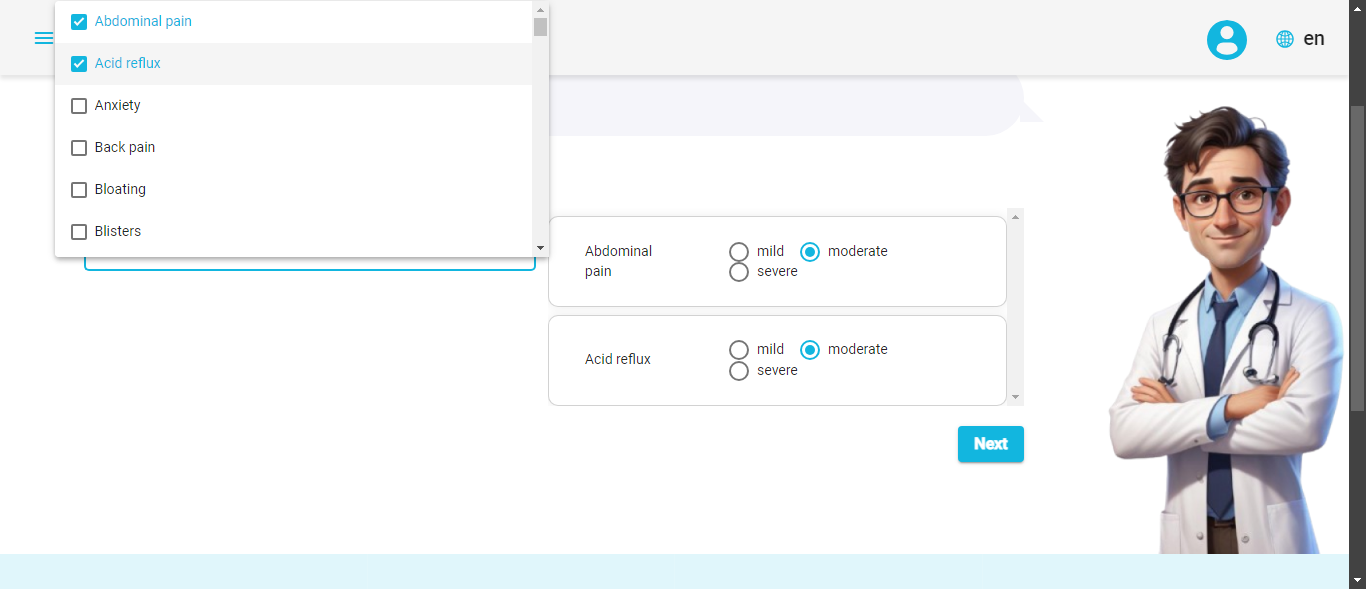 Abdominal pain
Acid reflux
Anxiety
Back pain
Bloating
Blisters
en
Abdominal
pain
mild
moderate
severe
Acid reflux
mild
moderate
severe
Next